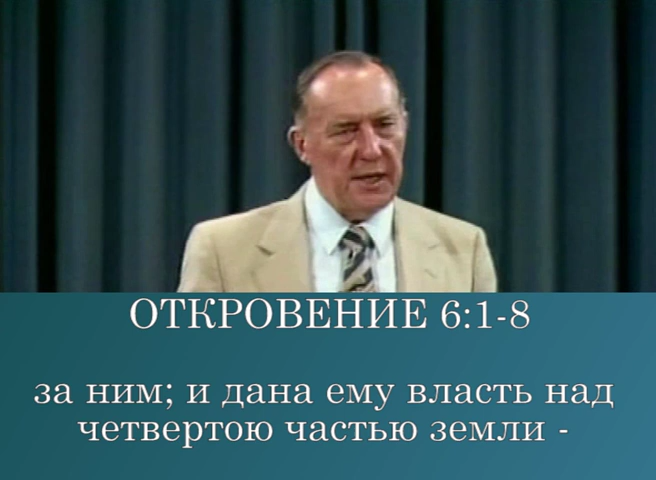 ОТКРОВЕНИЕ 6:1-8
за ним; и дана ему власть над
четвертою частью земли -